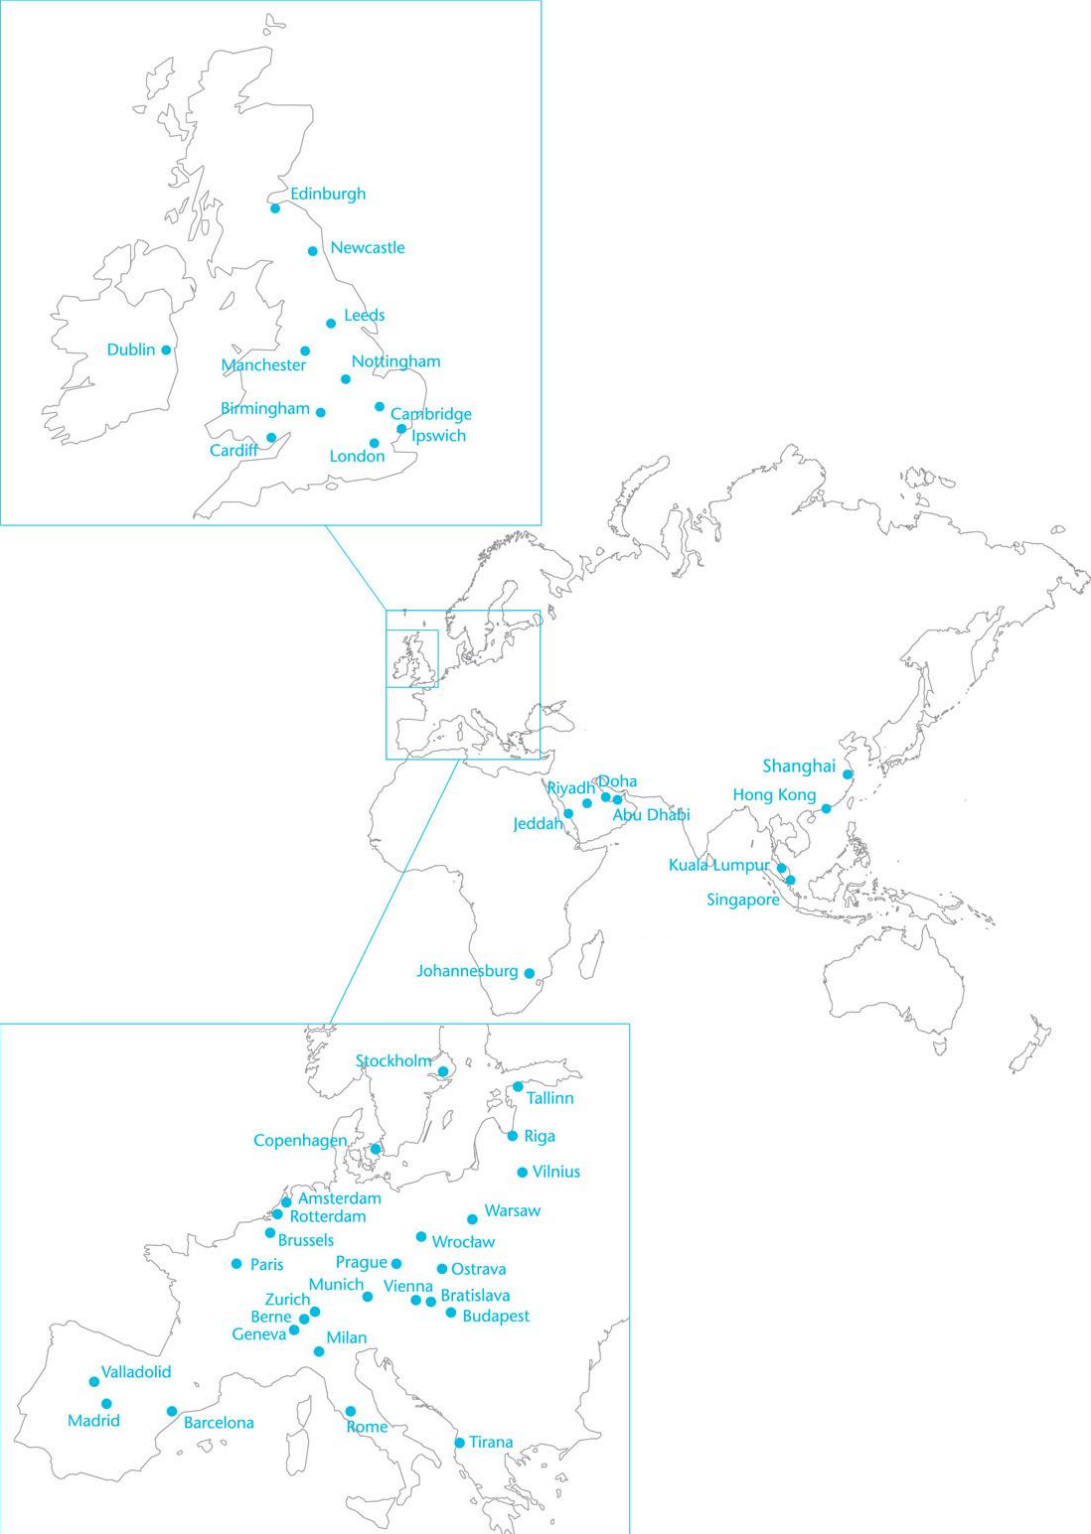 Edinburgh
Newcastle
Leeds
Dublin
Manchester
Nottingham
Birmingham
Cambridge
Ipswich
Cardiff
London
Shanghai
Riyadh
Doha
Hong Kong
Abu Dhabi
Jeddah
Kuala Lumpur
Singapore
Johannesburg
Stockholm
Tallinn
Copenhagen
Riga
Vilnius
Amsterdam
Rotterdam
Warsaw
Brussels
Wrocław
Paris
Prague
Ostrava
Munich
Vienna
Zurich
Bratislava
Berne
Budapest
Geneva
Milan
Valladolid
Madrid
Barcelona
Rome
Tirana